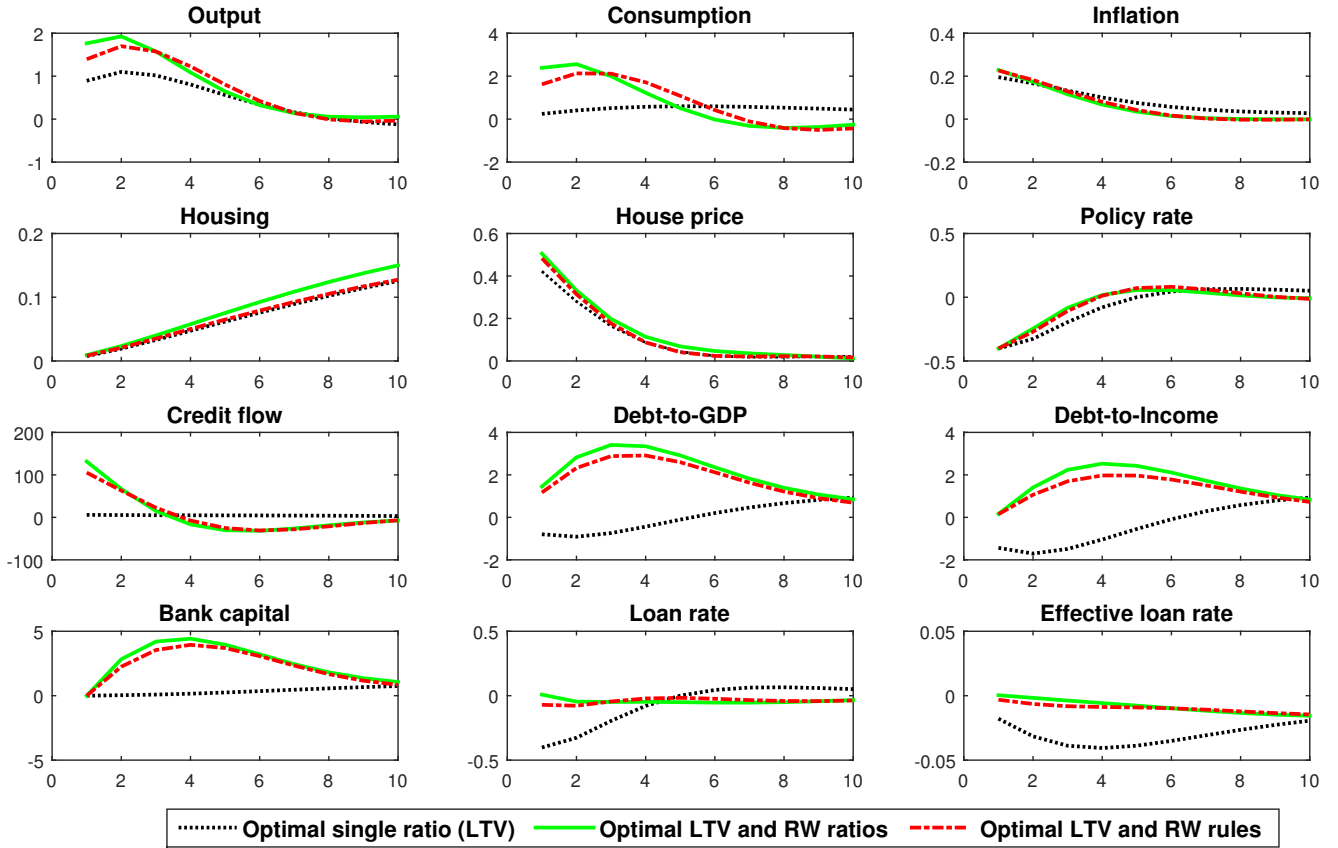 Output Consumption Inflation
2 4 0.4
1 2 0.2
0 0 0
-1 -2 -0.2
0 2 4 6 8 10 0 2 4 6 8 10 0 2 4 6 8 10
Housing House price Policy rate
0.2 0.6 0.5
0.4
0.1 0
0.2
0 0 -0.5
0 2 4 6 8 10 0 2 4 6 8 10 0 2 4 6 8 10
Credit flow Debt-to-GDP Debt-to-Income
200 4 4
100 2 2
0 0 0
-100 -2 -2
0 2 4 6 8 10 0 2 4 6 8 10 0 2 4 6 8 10
Bank capital Loan rate Effective loan rate
5 0.5 0.05
0 0 0
-5 -0.5 -0.05
0 2 4 6 8 10 0 2 4 6 8 10 0 2 4 6 8 10
Optimal single ratio (LTV) Optimal LTV and RW ratios Optimal LTV and RW rules